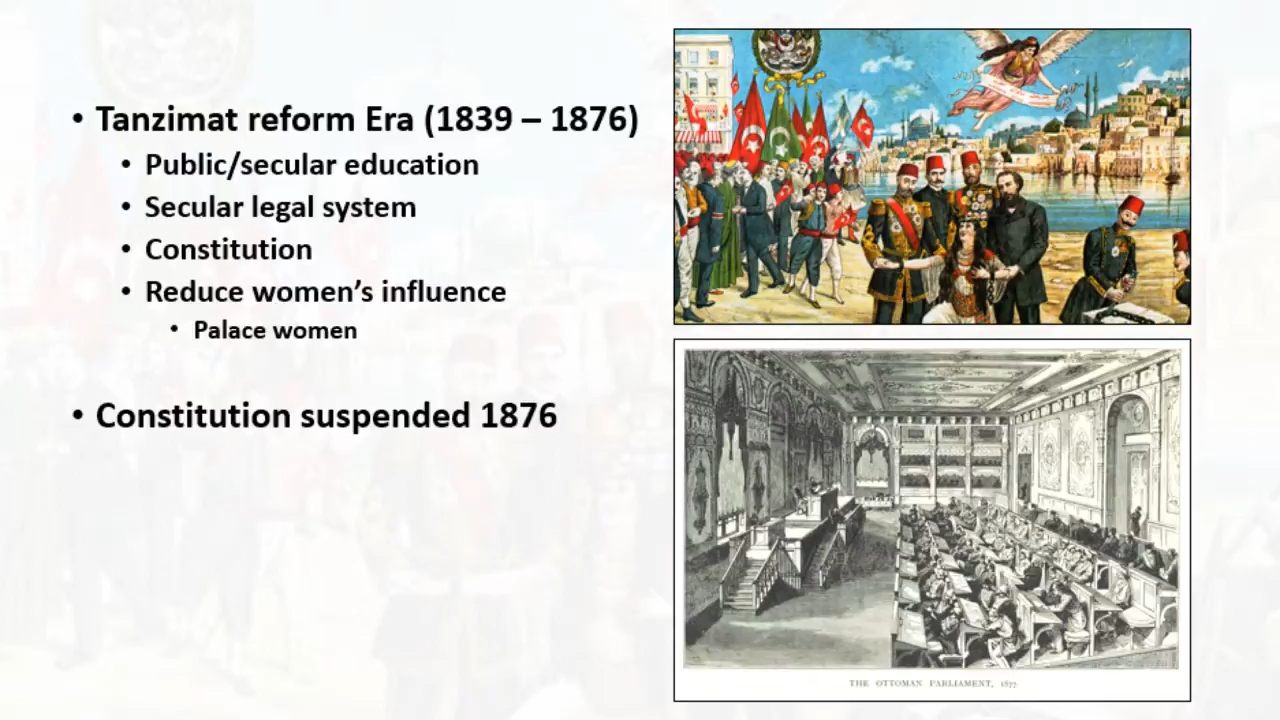 • Tanzimat reform Era (1839 – 1876)
• Public/secular education
• Secular legal system
• Constitution
• Reduce women’s influence
• Palace women
• Constitution suspended 1876
THE OTTOMAN PARLIAMENT, 1877